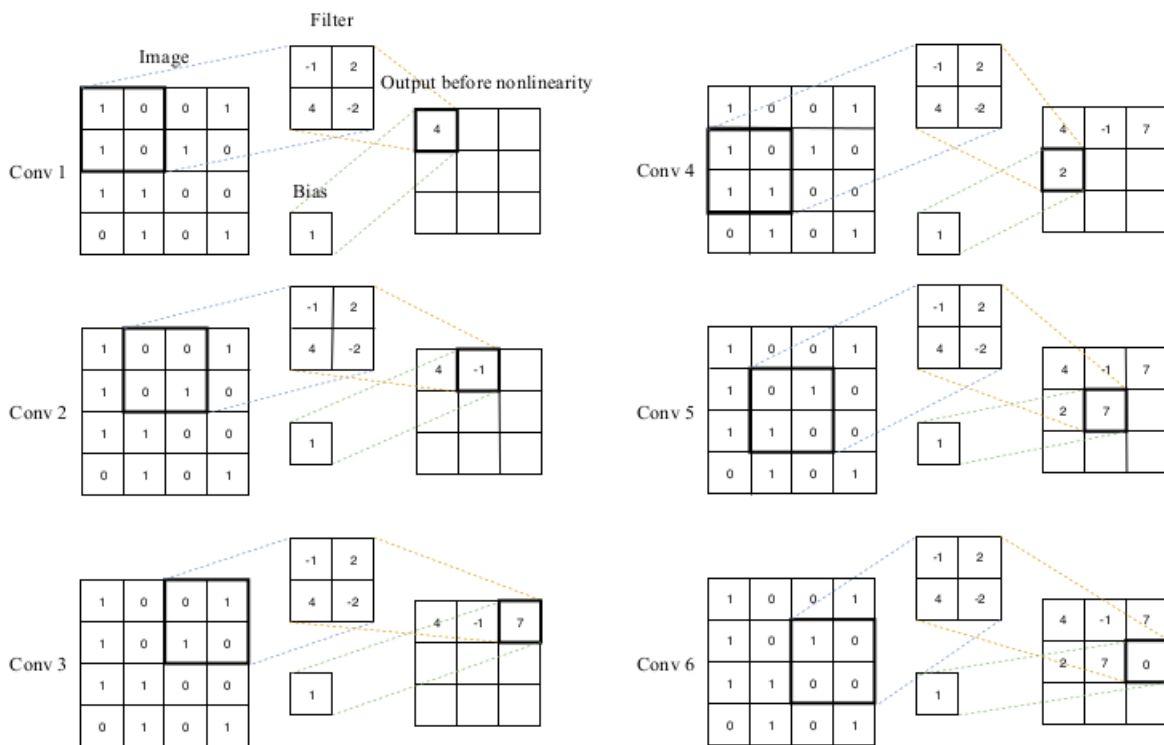 Filter
Image
-1 2
4 -2
Output before nonlinearity
1 0 0 1
1 0 1 0
1 1 0 0
0 1 0 1
4
Conv 1
Bias
1
-1 2
4 -2
1 0 0 1
1 0 1 0
1 1 0 0
0 1 0 1
4 -1
Conv 2
1
-1 2
4 -2
1 0 0 1
1 0 1 0
1 1 0 0
0 1 0 1
4 -1 7
Conv 3
1
-1 2
4 -2
1 0 0 1
1 0 1 0
1 1 0 0
0 1 0 1
4 -1 7
2
Conv 4
1
-1 2
4 -2
1 0 0 1
1 0 1 0
1 1 0 0
0 1 0 1
4 -1 7
2 7
Conv 5
1
-1 2
4 -2
1 0 0 1
1 0 1 0
1 1 0 0
0 1 0 1
4 -1 7
2 7 0
Conv 6
1